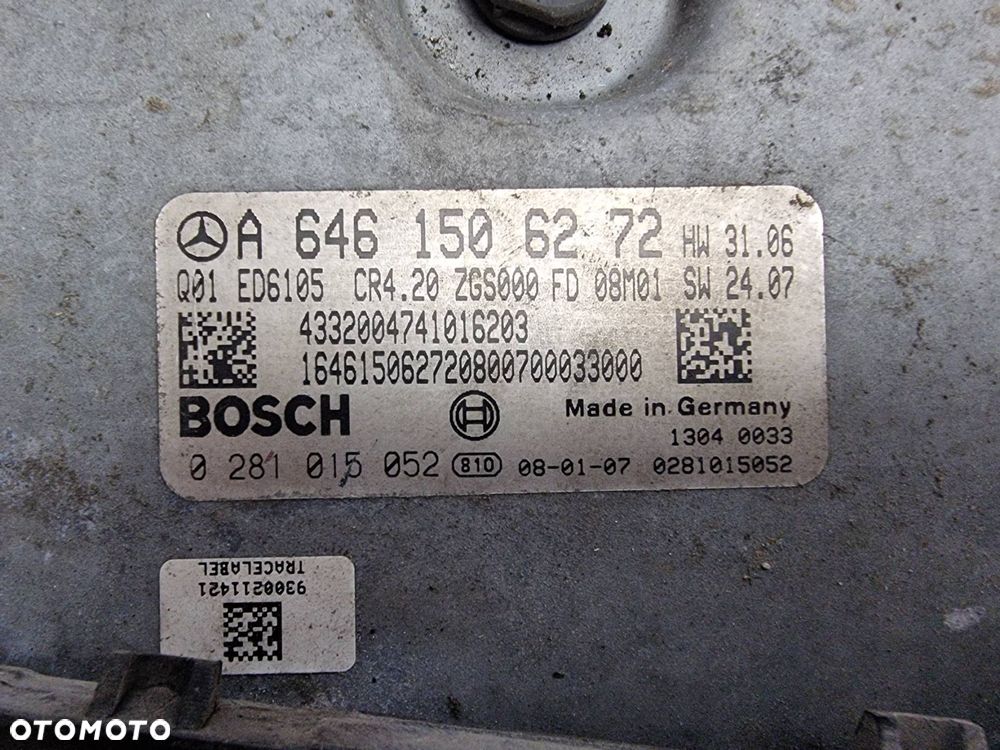 A 646 150 62 72 HW 31.06
Q01 ED6105 CR4.20 ZGS000 FD 08M01 SW 24.07
4332004741016203
164615062720800700033000
BOSCH Made in Germany
1304 0033
0 281 015 052 810 08-01-07 0281015052
TRACELABEL
9300211421
OTOMOTO